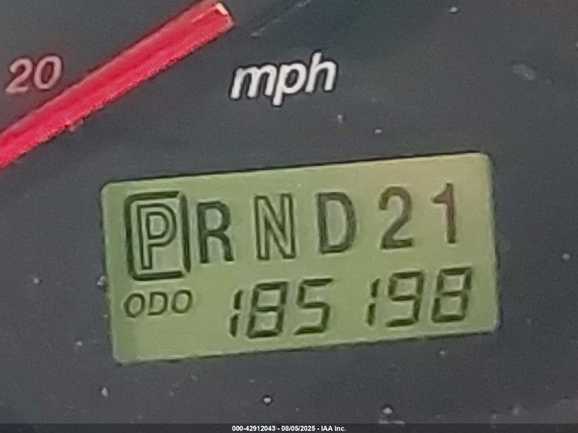 20
mph
PRND21
ODO 185198
000-42912043 - 08/05/2025 - IAA Inc.